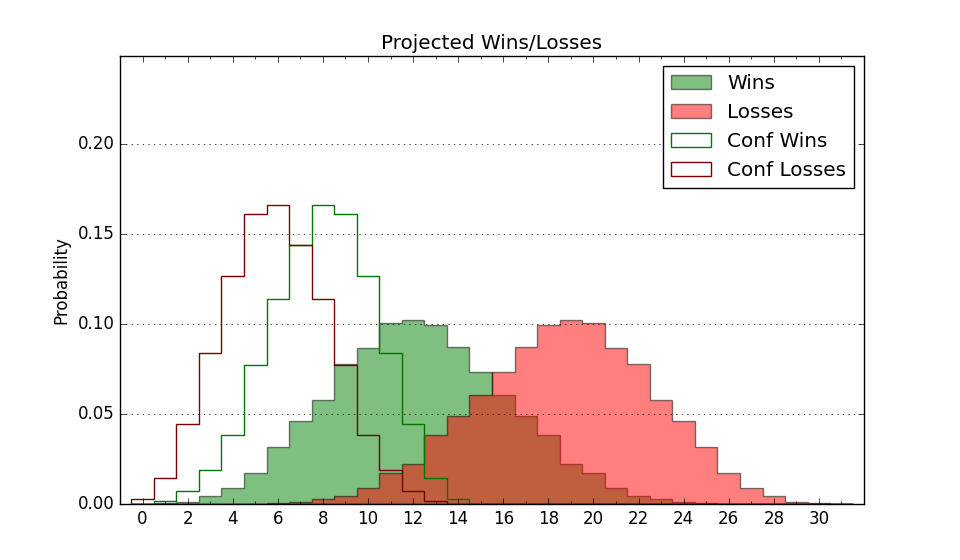 Projected Wins/Losses
Wins
Losses
Conf Wins
Conf Losses
Probability
0.20
0.15
0.10
0.05
0.00
0 2 4 6 8 10 12 14 16 18 20 22 24 26 28 30